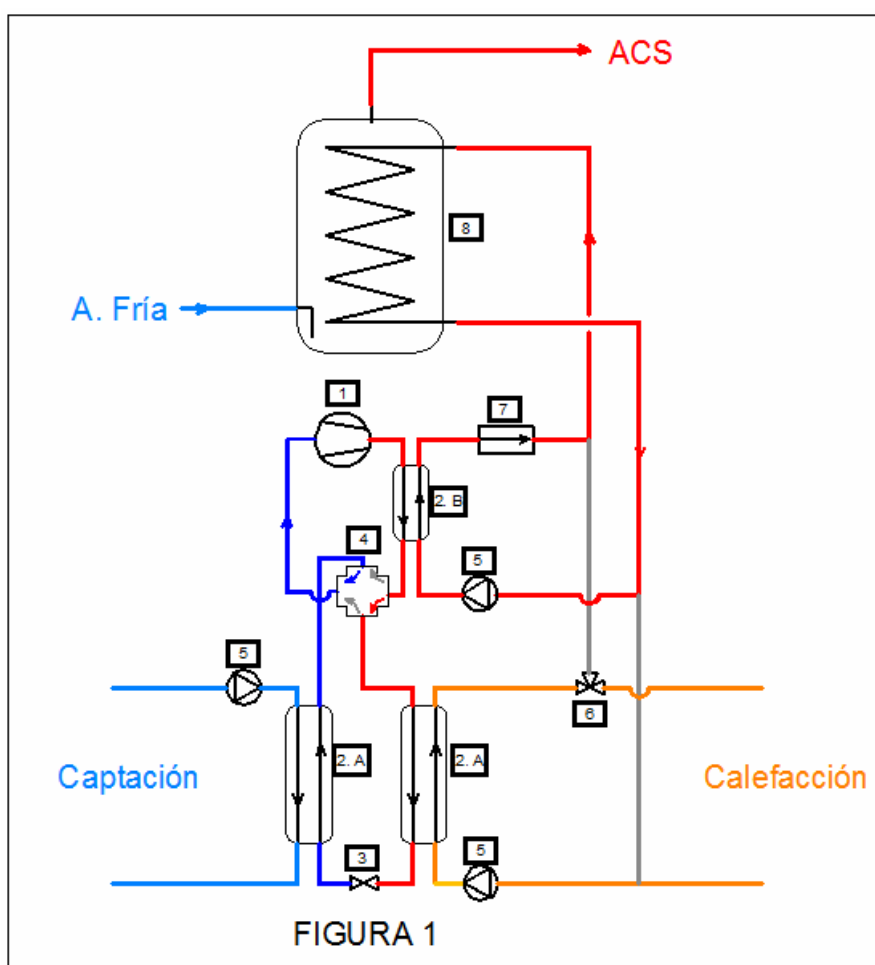 ACS
8
A. Fría
1
7
2. B
4
5
5
6
2. A
2. A
Captación
Calefacción
3
5
FIGURA 1